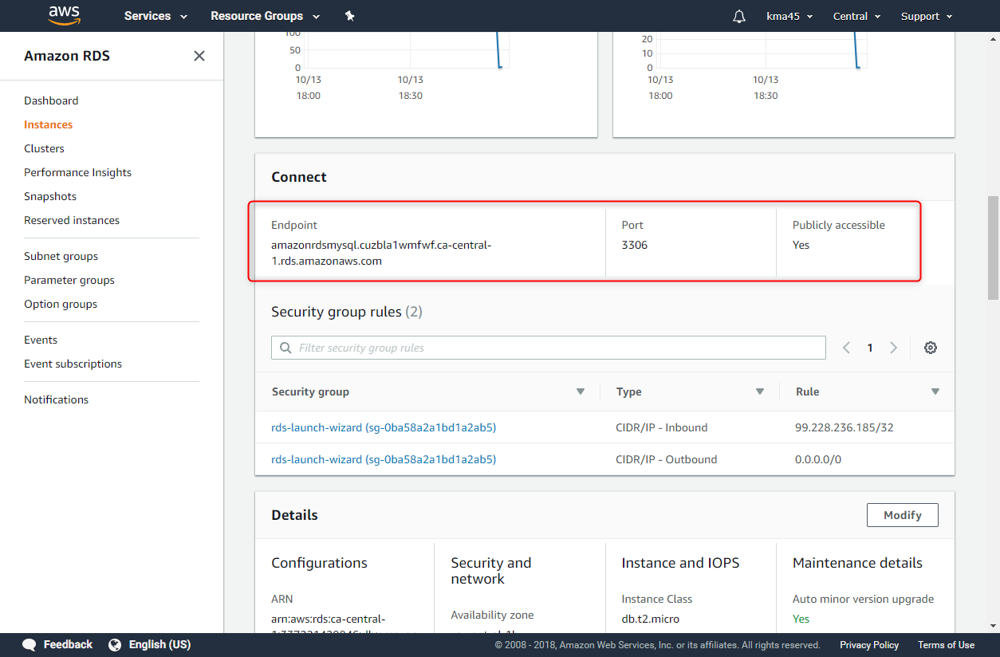 aws Services Resource Groups kma45 Central Support
Amazon RDS
Dashboard
Instances
Clusters
Performance Insights
Snapshots
Reserved instances
Subnet groups
Parameter groups
Option groups
Events
Event subscriptions
Notifications
100
50
0
10/13 10/13
18:00 18:30
20
10
0
10/13 10/13
18:00 18:30
Connect
Endpoint
amazonrdsmysql.cuzbla1wmfwf.ca-central-
1.rds.amazonaws.com
Port
3306
Publicly accessible
Yes
Security group rules (2)
Filter security group rules
1
Security group Type Rule
rds-launch-wizard (sg-0ba58a2a1bd1a2ab5) CIDR/IP - Inbound 99.228.236.185/32
rds-launch-wizard (sg-0ba58a2a1bd1a2ab5) CIDR/IP - Outbound 0.0.0.0/0
Details
Modify
Configurations
ARN
arn:aws:rds:ca-central-
Security and
network
Availability zone
Instance and IOPS
Instance Class
db.t2.micro
Maintenance details
Auto minor version upgrade
Yes
Feedback English (US) © 2008 - 2018, Amazon Web Services, Inc. or its affiliates. All rights reserved. Privacy Policy Terms of Use